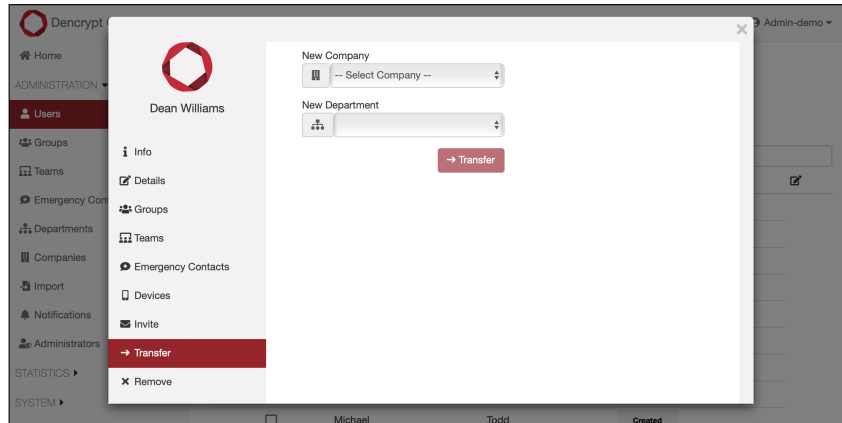 Dencrypt
Admin-demo
Home
ADMINISTRATION
Users
Groups
Teams
Emergency Con
Departments
Companies
Import
Notifications
Administrators
STATISTICS
SYSTEM
Dean Williams
Info
Details
Groups
Teams
Emergency Contacts
Devices
Invite
Transfer
Remove
New Company
-- Select Company --
New Department
Transfer
Michael Todd Created